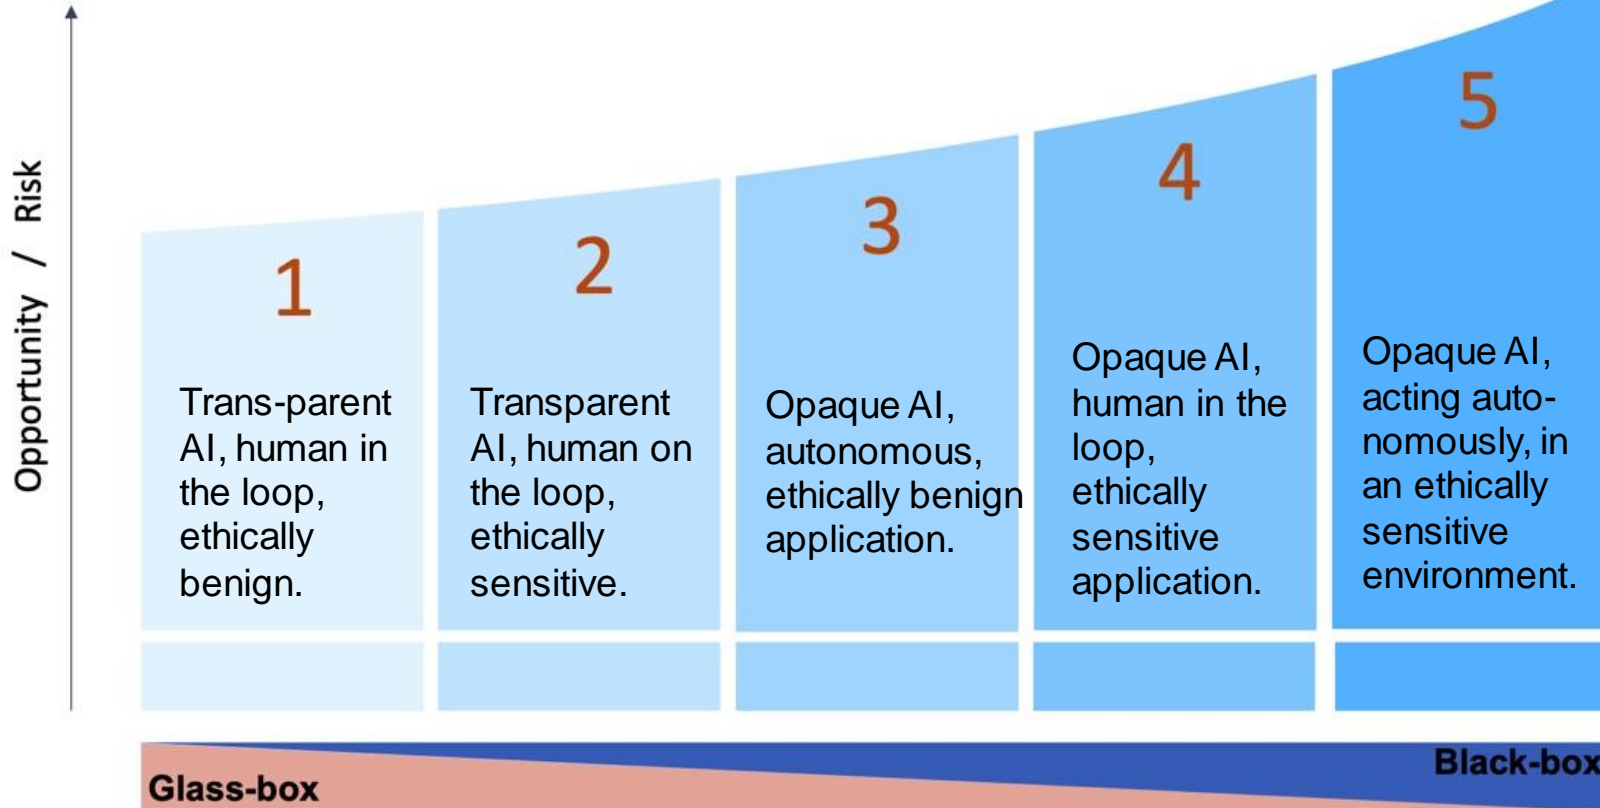 Opportunity / Risk
1
Trans-parent
AI, human in
the loop,
ethically
benign.
2
Transparent
AI, human on
the loop,
ethically
sensitive.
3
Opaque AI,
autonomous,
ethically benign
application.
4
Opaque AI,
human in the
loop,
ethically
sensitive
application.
5
Opaque AI,
acting auto-
nomously, in
an ethically
sensitive
environment.
Glass-box
Black-box